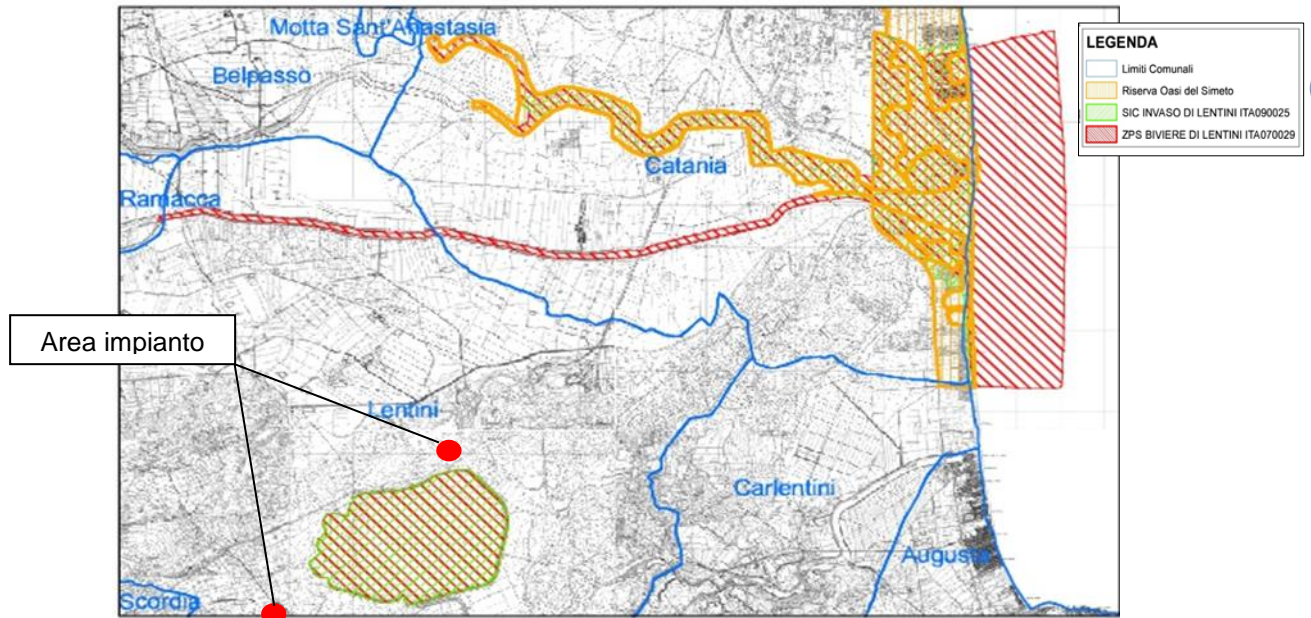 Motta Sant'Anastasia
Belpasso
Catania
Ramacca
Area impianto
Lentini
Carlentini
Augusta
Scordia
LEGENDA
Limiti Comunali
Riserva Oasi del Simeto
SIC INVASO DI LENTINI ITA090025
ZPS BIVIERE DI LENTINI ITA070029